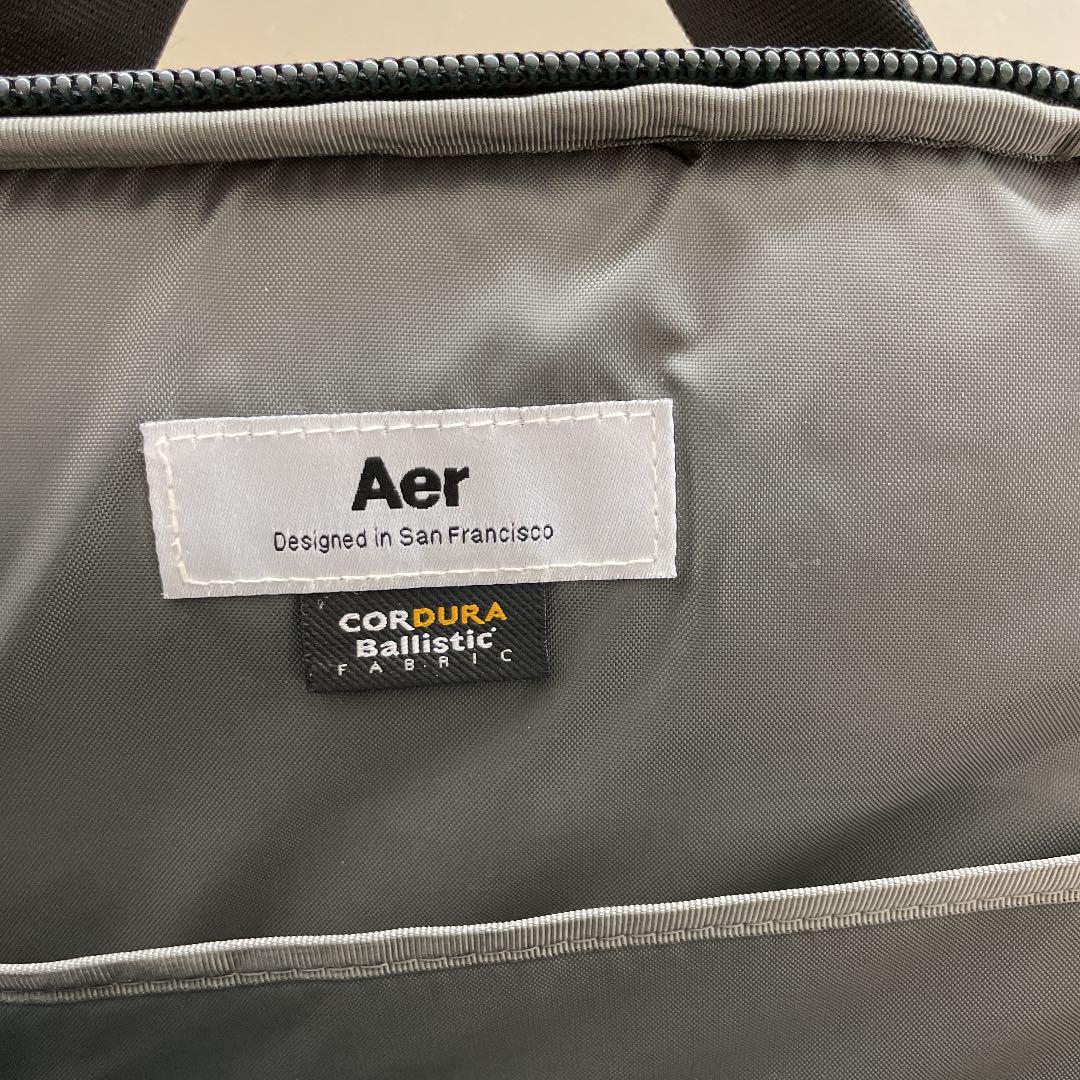 Aer
Designed in San Francisco
CORDURA
Ballistic
FABRIC